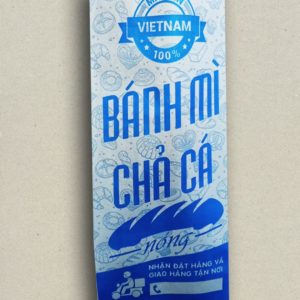 VIETNAM
100%
BÁNH MÌ
CHẢ CÁ
nóng
NHẬN ĐẶT HÀNG VÀ
GIAO HÀNG TẬN NƠI